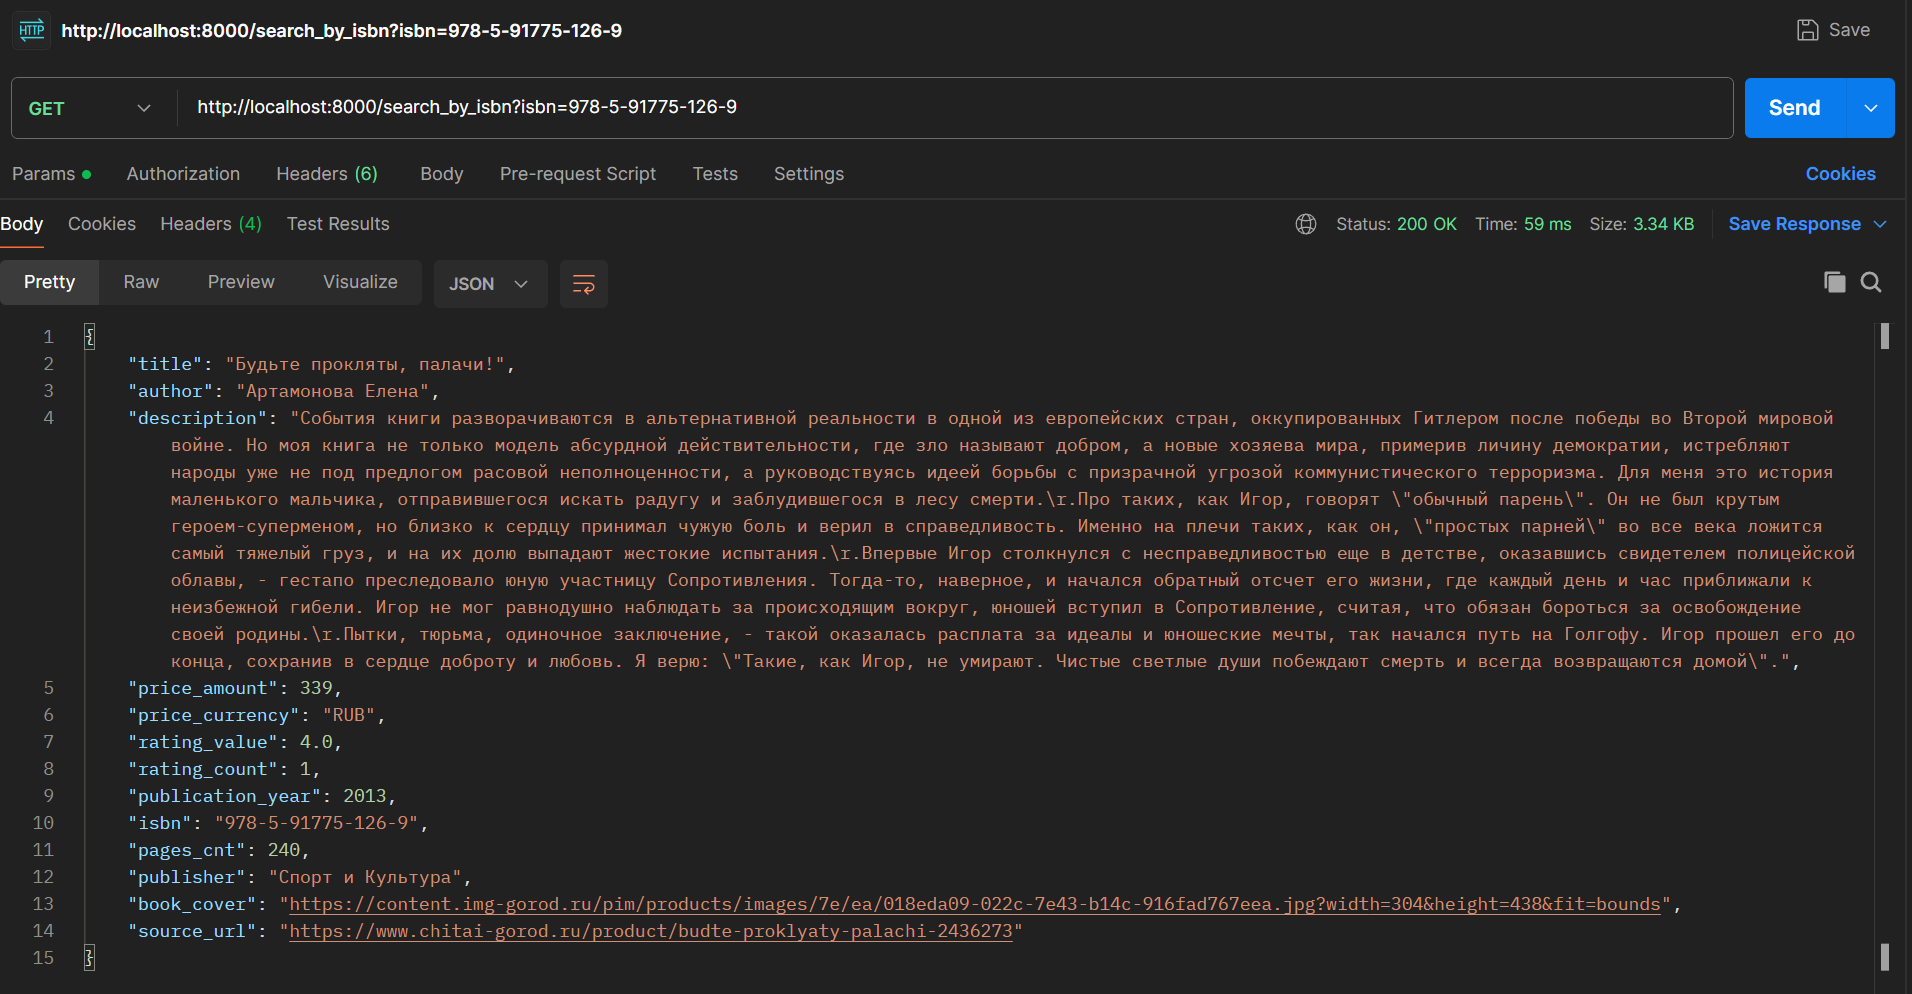 HTTP http://localhost:8000/search_by_isbn?isbn=978-5-91775-126-9 Save
GET http://localhost:8000/search_by_isbn?isbn=978-5-91775-126-9 Send
Params Authorization Headers (6) Body Pre-request Script Tests Settings Cookies
Body Cookies Headers (4) Test Results Status: 200 OK Time: 59 ms Size: 3.34 KB Save Response
Pretty Raw Preview Visualize JSON
1 {
2 "title": "Будьте прокляты, палачи!",
3 "author": "Артамонова Елена",
4 "description": "События книги разворачиваются в альтернативной реальности в одной из европейских стран, оккупированных Гитлером после победы во Второй мировой
войне. Но моя книга не только модель абсурдной действительности, где зло называют добром, а новые хозяева мира, примерив личину демократии, истребляют
народы уже не под предлогом расовой неполноценности, а руководствуясь идеей борьбы с призрачной угрозой коммунистического терроризма. Для меня это история
маленького мальчика, отправившегося искать радугу и заблудившегося в лесу смерти.\r.Про таких, как Игор, говорят \"обычный парень\". Он не был крутым
героем-суперменом, но близко к сердцу принимал чужую боль и верил в справедливость. Именно на плечи таких, как он, \"простых парней\" во все века ложится
самый тяжелый груз, и на их долю выпадают жестокие испытания.\r.Впервые Игор столкнулся с несправедливостью еще в детстве, оказавшись свидетелем полицейской
облавы, - гестапо преследовало юную участницу Сопротивления. Тогда-то, наверное, и начался обратный отсчет его жизни, где каждый день и час приближали к
неизбежной гибели. Игор не мог равнодушно наблюдать за происходящим вокруг, юношей вступил в Сопротивление, считая, что обязан бороться за освобождение
своей родины.\r.Пытки, тюрьма, одиночное заключение, - такой оказалась расплата за идеалы и юношеские мечты, так начался путь на Голгофу. Игор прошел его до
конца, сохранив в сердце доброту и любовь. Я верю: \"Такие, как Игор, не умирают. Чистые светлые души побеждают смерть и всегда возвращаются домой\".",
5 "price_amount": 339,
6 "price_currency": "RUB",
7 "rating_value": 4.0,
8 "rating_count": 1,
9 "publication_year": 2013,
10 "isbn": "978-5-91775-126-9",
11 "pages_cnt": 240,
12 "publisher": "Спорт и Культура",
13 "book_cover": "https://content.img-gorod.ru/pim/products/images/7e/ea/018eda09-022c-7e43-b14c-916fad767eea.jpg?width=304&height=438&fit=bounds",
14 "source_url": "https://www.chitai-gorod.ru/product/budte-proklyaty-palachi-2436273"
15 }